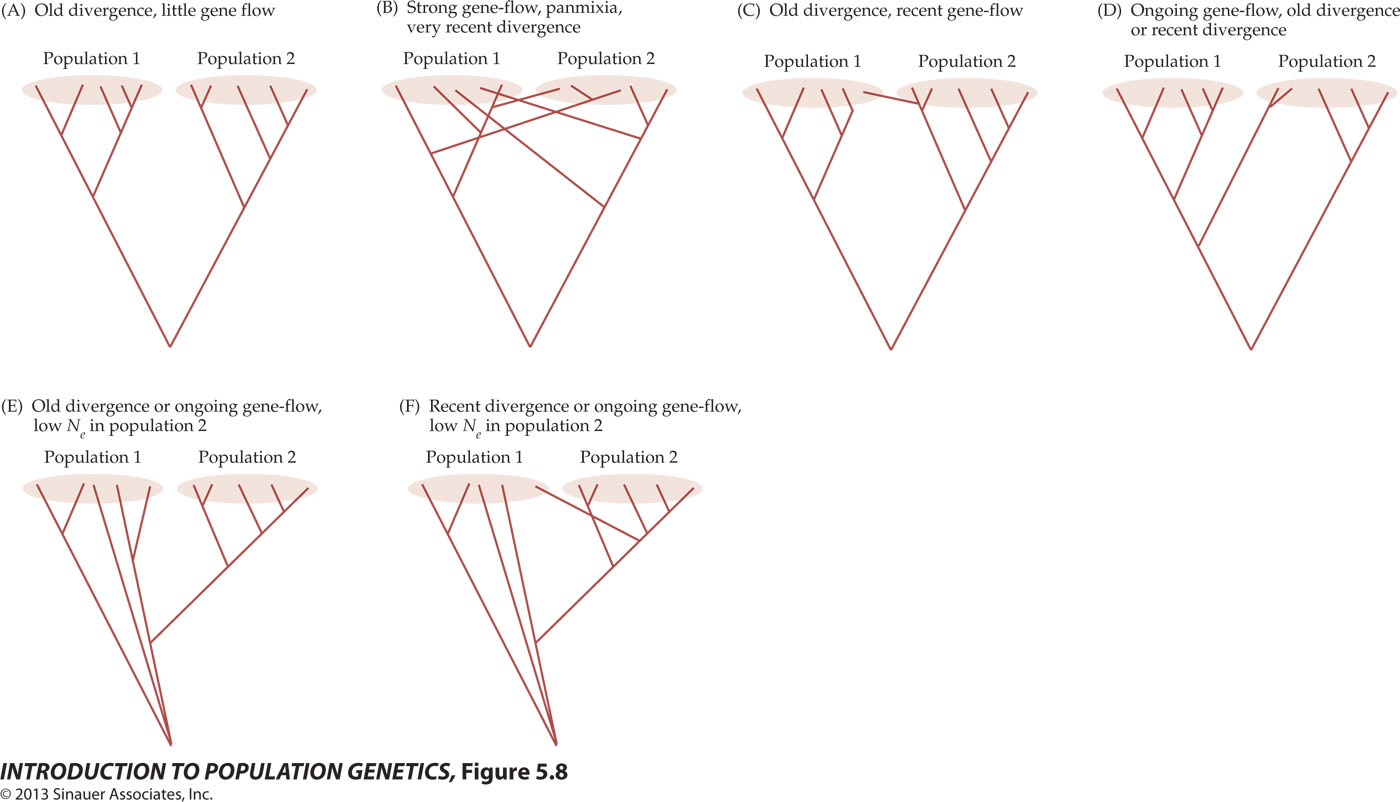 (A) Old divergence, little gene flow
Population 1 Population 2
(B) Strong gene-flow, panmixia,
very recent divergence
Population 1 Population 2
(C) Old divergence, recent gene-flow
Population 1 Population 2
(D) Ongoing gene-flow, old divergence
or recent divergence
Population 1 Population 2
(E) Old divergence or ongoing gene-flow,
low Ne in population 2
Population 1 Population 2
(F) Recent divergence or ongoing gene-flow,
low Ne in population 2
Population 1 Population 2
INTRODUCTION TO POPULATION GENETICS, Figure 5.8
© 2013 Sinauer Associates, Inc.